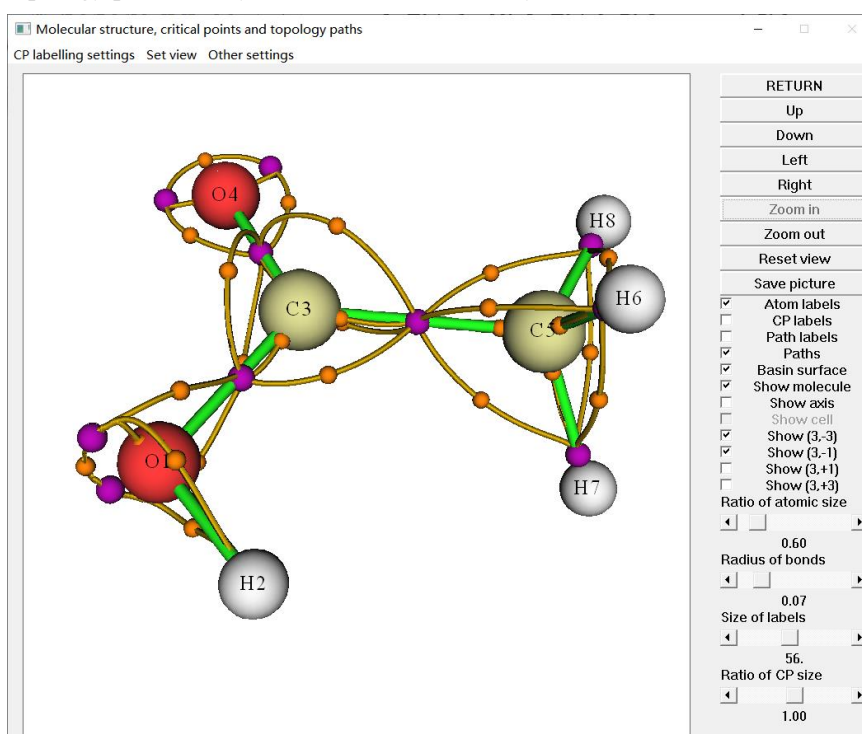 Molecular structure, critical points and topology paths
CP labelling settings Set view Other settings
RETURN
Up
Down
Left
Right
Zoom in
Zoom out
Reset view
Save picture
Atom labels
CP labels
Path labels
Paths
Basin surface
Show molecule
Show axis
Show cell
Show (3,-3)
Show (3,-1)
Show (3,+1)
Show (3,+3)
Ratio of atomic size
0.60
Radius of bonds
0.07
Size of labels
56.
Ratio of CP size
1.00
O4
H8
C3
H6
O1
H7
H2